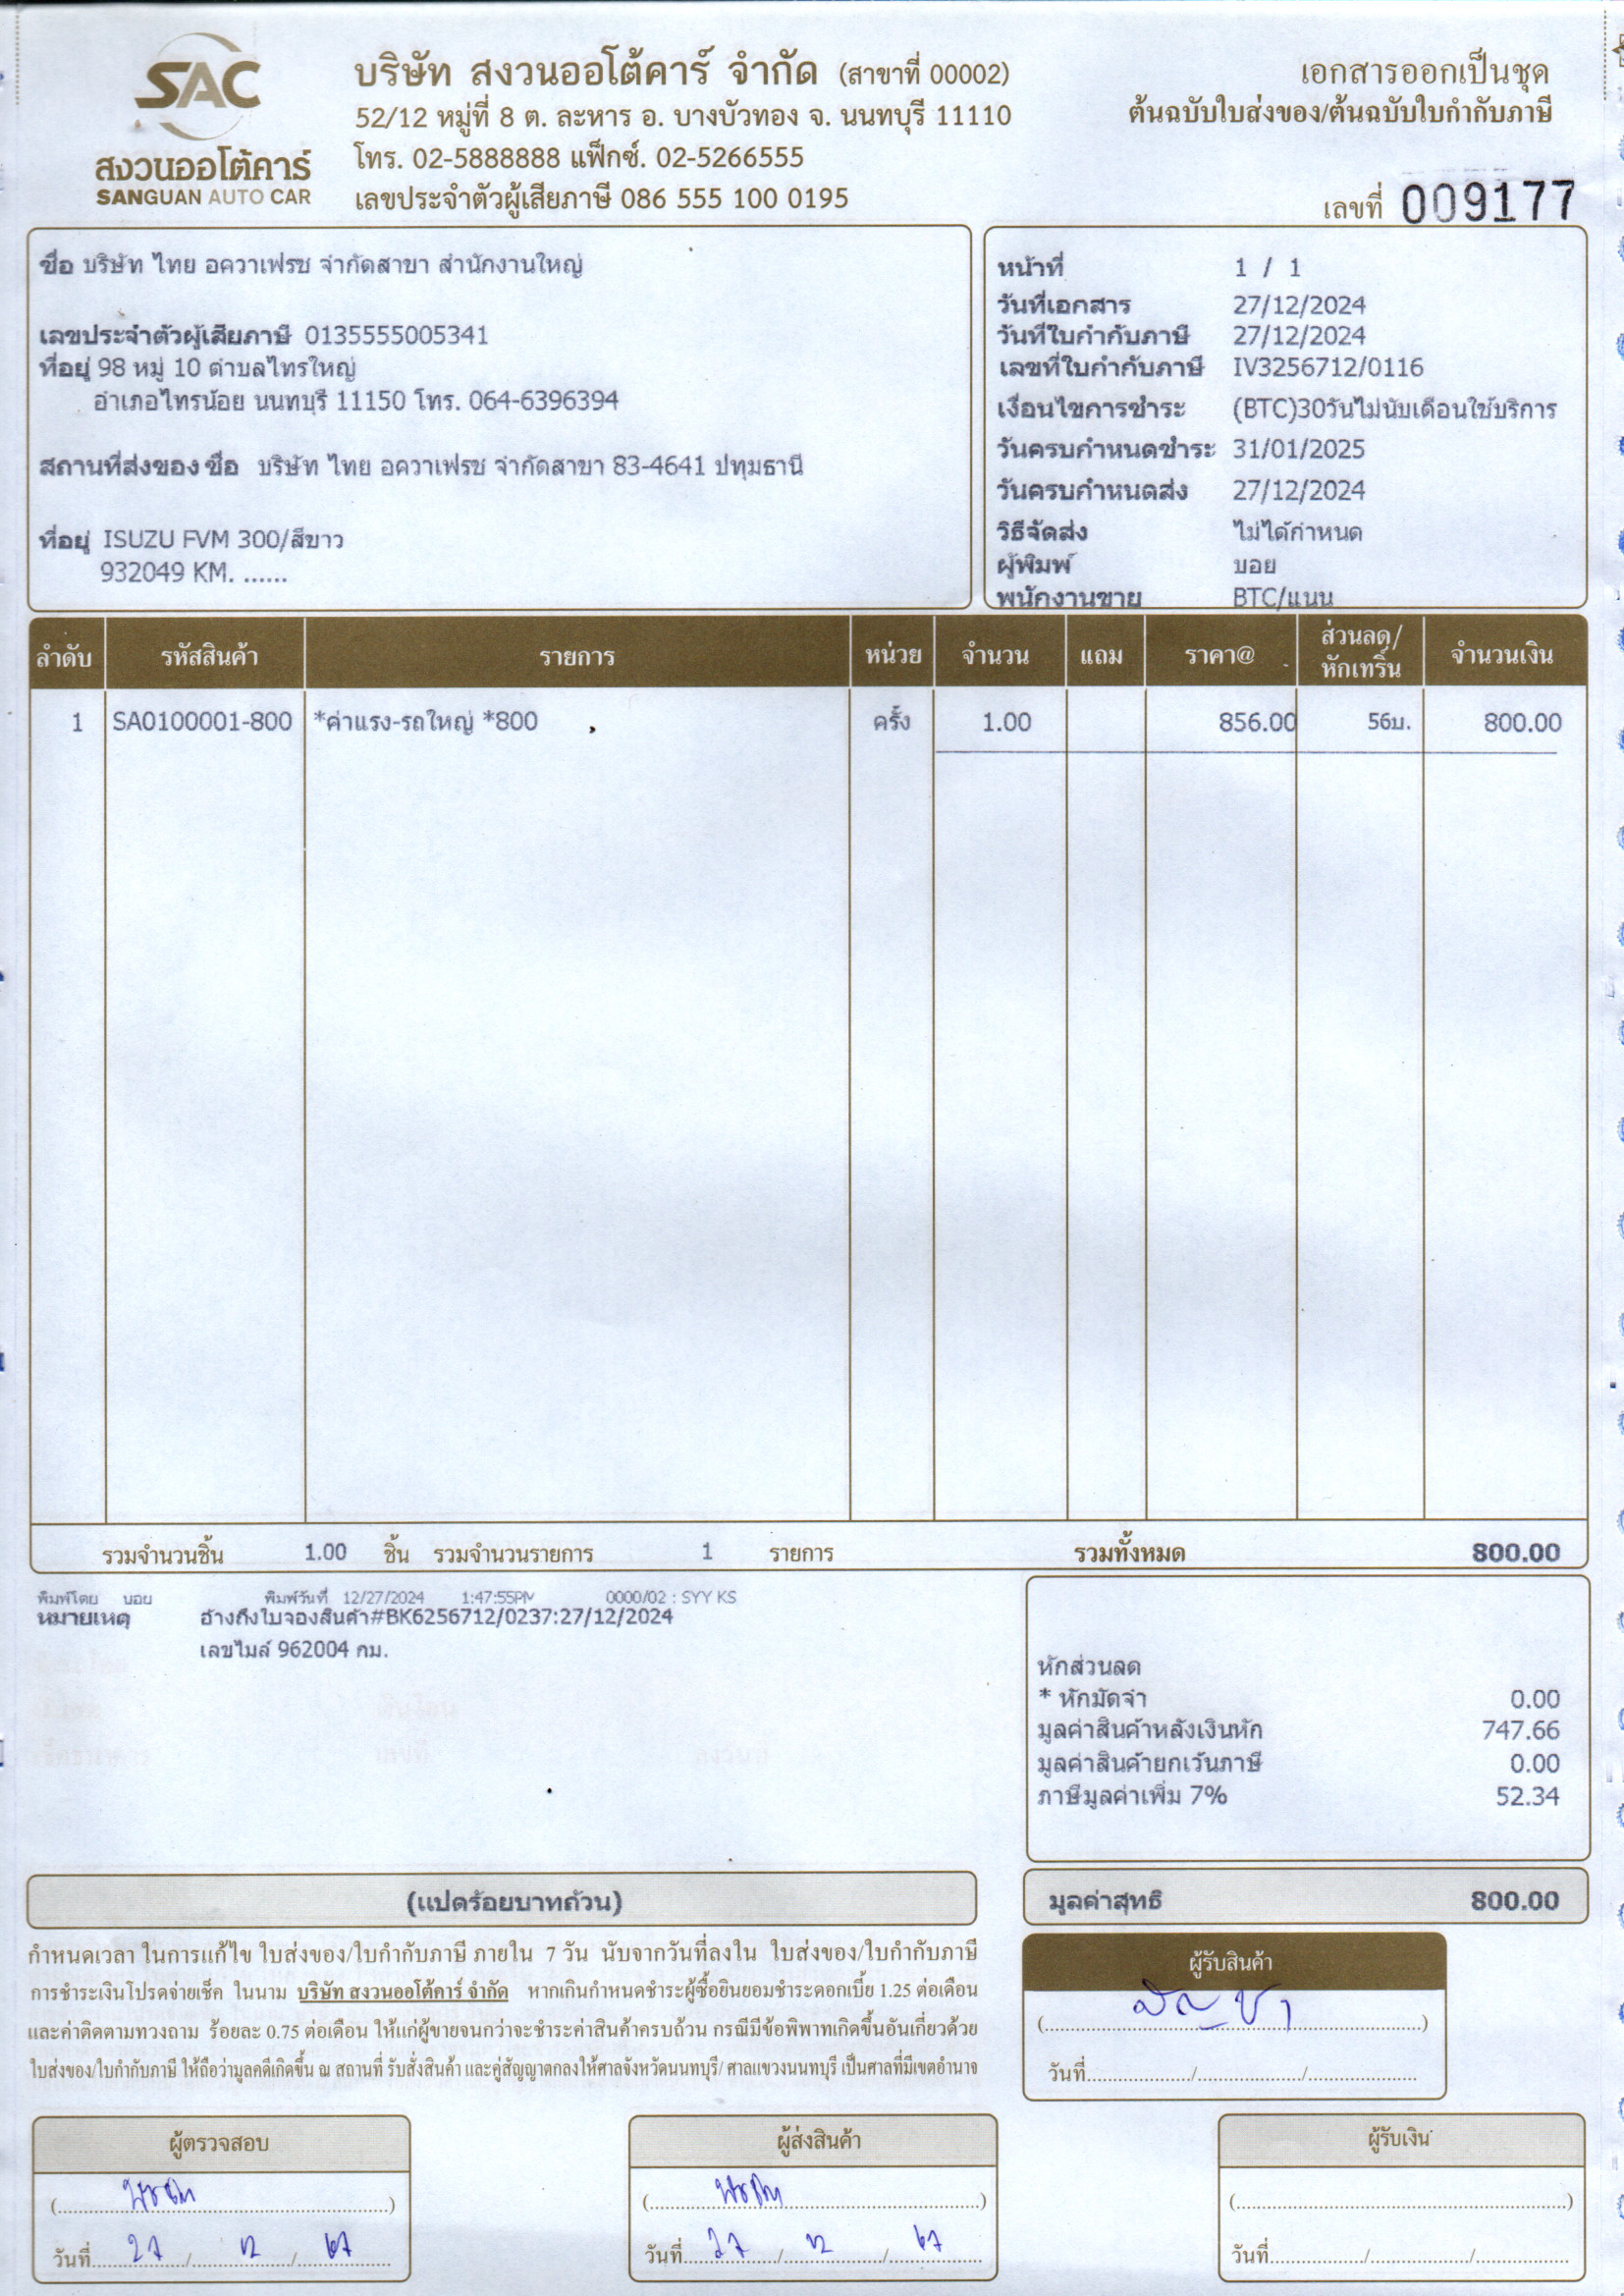 SAC
สงวนออโต้คาร์
SANGUAN AUTO CAR
บริษัท สงวนออโต้คาร์ จำกัด (สาขาที่ 00002)
52/12 หมู่ที่ 8 ต. ละหาร อ. บางบัวทอง จ. นนทบุรี 11110
โทร. 02-5888888 แฟ็กซ์. 02-5266555
เลขประจำตัวผู้เสียภาษี 086 555 100 0195
เอกสารออกเป็นชุด
ต้นฉบับใบส่งของ/ต้นฉบับใบกำกับภาษี
เลขที่ 009177
ชื่อ บริษัท ไทย อควาเฟรช จำกัดสาขา สำนักงานใหญ่
เลขประจำตัวผู้เสียภาษี 0135555005341
ที่อยู่ 98 หมู่ 10 ตำบลไทรใหญ่
อำเภอไทรน้อย นนทบุรี 11150 โทร. 064-6396394
สถานที่ส่งของ ชื่อ บริษัท ไทย อควาเฟรช จำกัดสาขา 83-4641 ปทุมธานี
ที่อยู่ ISUZU FVM 300/สีขาว
932049 KM. ......
หน้าที่ 1 / 1
วันที่เอกสาร 27/12/2024
วันที่ใบกำกับภาษี 27/12/2024
เลขที่ใบกำกับภาษี IV3256712/0116
เงื่อนไขการชำระ (BTC)30วันไม่นับเดือนใช้บริการ
วันครบกำหนดชำระ 31/01/2025
วันครบกำหนดส่ง 27/12/2024
วิธีจัดส่ง ไม่ได้กำหนด
ผู้พิมพ์ บอย
พนักงานขาย BTC/แนน
ลำดับ รหัสสินค้า รายการ หน่วย จำนวน แถม ราคา@ ส่วนลด/หักเทริ์น จำนวนเงิน
1 SA0100001-800 *ค่าแรง-รถใหญ่ *800 ครั้ง 1.00 856.00 56บ. 800.00
รวมจำนวนชิ้น 1.00 ชิ้น รวมจำนวนรายการ 1 รายการ รวมทั้งหมด 800.00
พิมพ์โดย บอย พิมพ์วันที่ 12/27/2024 1:47:55PM 0000/02 : SYY KS
หมายเหตุ อ้างถึงใบจองสินค้า#BK6256712/0237:27/12/2024
เลขไมล์ 962004 กม.
หักส่วนลด
* หักมัดจำ 0.00
มูลค่าสินค้าหลังเงินหัก 747.66
มูลค่าสินค้ายกเว้นภาษี 0.00
ภาษีมูลค่าเพิ่ม 7% 52.34
(แปดร้อยบาทถ้วน)
มูลค่าสุทธิ 800.00
กำหนดเวลา ในการแก้ไข ใบส่งของ/ใบกำกับภาษี ภายใน 7 วัน นับจากวันที่ลงใน ใบส่งของ/ใบกำกับภาษี
การชำระเงินโปรดจ่ายเช็ค ในนาม บริษัท สงวนออโต้คาร์ จำกัด หากเกินกำหนดชำระผู้ซื้อยินยอมชำระดอกเบี้ย 1.25 ต่อเดือน
และค่าติดตามทวงถาม ร้อยละ 0.75 ต่อเดือน ให้แก่ผู้ขายจนกว่าจะชำระค่าสินค้าครบถ้วน กรณีมีข้อพิพาทเกิดขึ้นอันเกี่ยวด้วย
ใบส่งของ/ใบกำกับภาษี ให้ถือว่ามูลคดีเกิดขึ้น ณ สถานที่ รับสั่งสินค้า และคู่สัญญาตกลงให้ศาลจังหวัดนนทบุรี/ ศาลแขวงนนทบุรี เป็นศาลที่มีเขตอำนาจ
ผู้รับสินค้า
วันที่............/............/............
ผู้ตรวจสอบ
วันที่ 27 / 12 / 67
ผู้ส่งสินค้า
วันที่ 27 / 12 / 67
ผู้รับเงิน
วันที่............/............/............